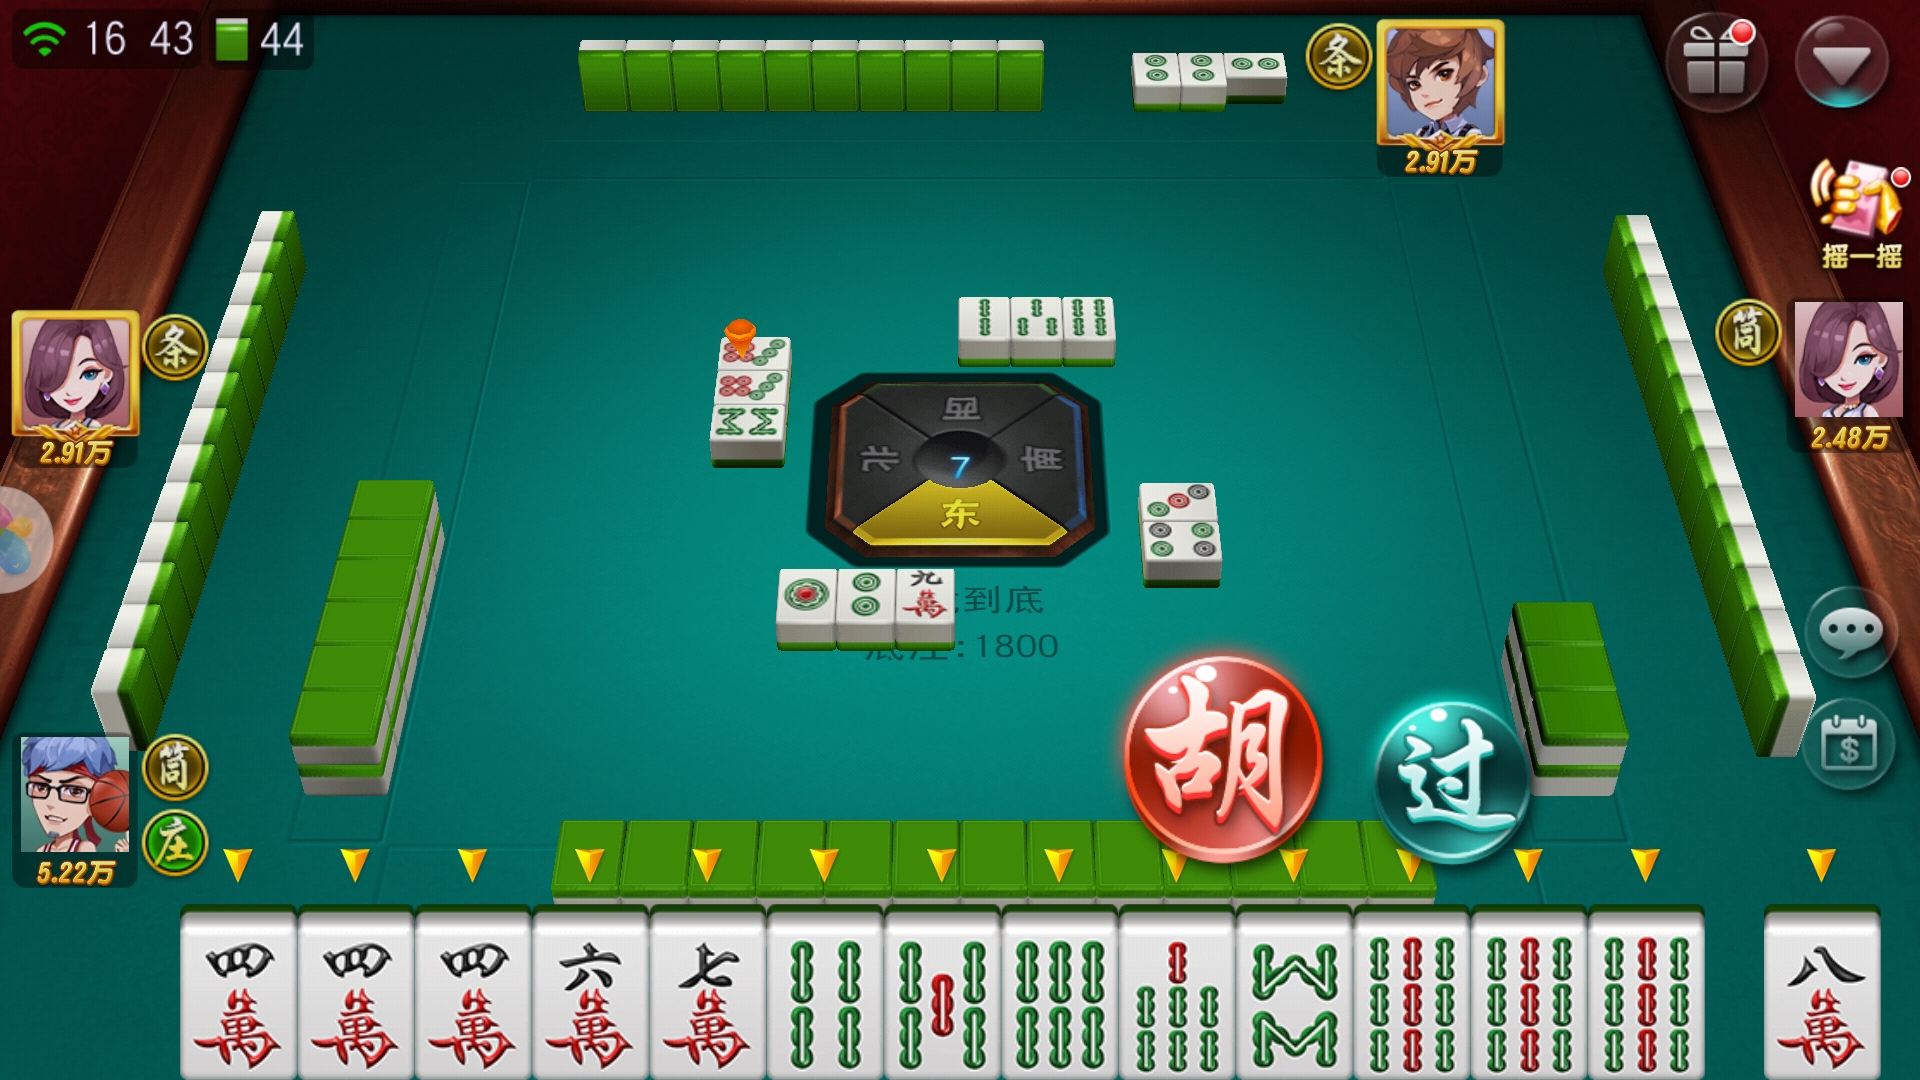 16 43 44
条
2.91万
摇一摇
条
2.91万
筒
2.48万
西
北
7
南
东
九萬
到底
底注:1800
筒
庄
5.22万
胡
过
四萬 四萬 四萬 六萬 七萬 八萬